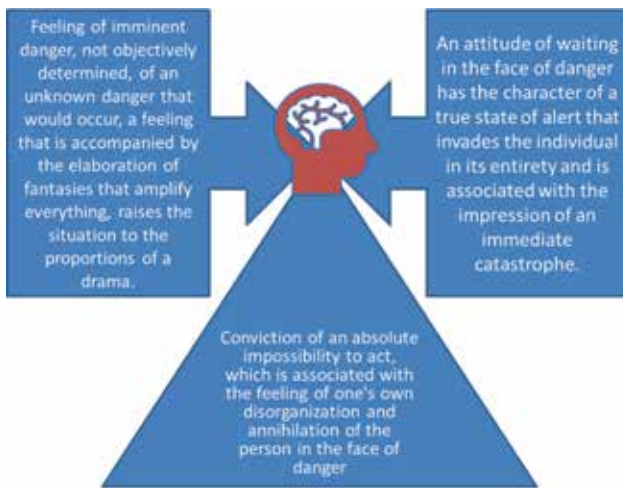 Feeling of imminent
danger, not objectively
determined, of an
unknown danger that
would occur, a feeling
that is accompanied by
the elaboration of
fantasies that amplify
everything, raises the
situation to the
proportions of a
drama.
An attitude of waiting
in the face of danger
has the character of a
true state of alert that
invades the individual
in its entirety and is
associated with the
impression of an
immediate
catastrophe.
Conviction of an absolute
impossibility to act,
which is associated with
the feeling of one's own
disorganization and
annihilation of the
person in the face of
danger